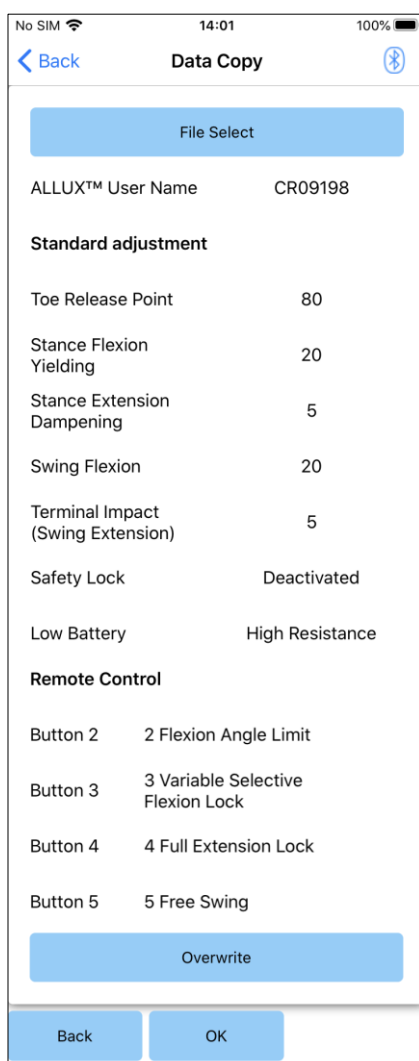 No SIM 14:01 100%
Back Data Copy
File Select
ALLUX™ User Name CR09198
Standard adjustment
Toe Release Point 80
Stance Flexion
Yielding 20
Stance Extension
Dampening 5
Swing Flexion 20
Terminal Impact
(Swing Extension) 5
Safety Lock Deactivated
Low Battery High Resistance
Remote Control
Button 2 2 Flexion Angle Limit
Button 3 3 Variable Selective
Flexion Lock
Button 4 4 Full Extension Lock
Button 5 5 Free Swing
Overwrite
Back OK